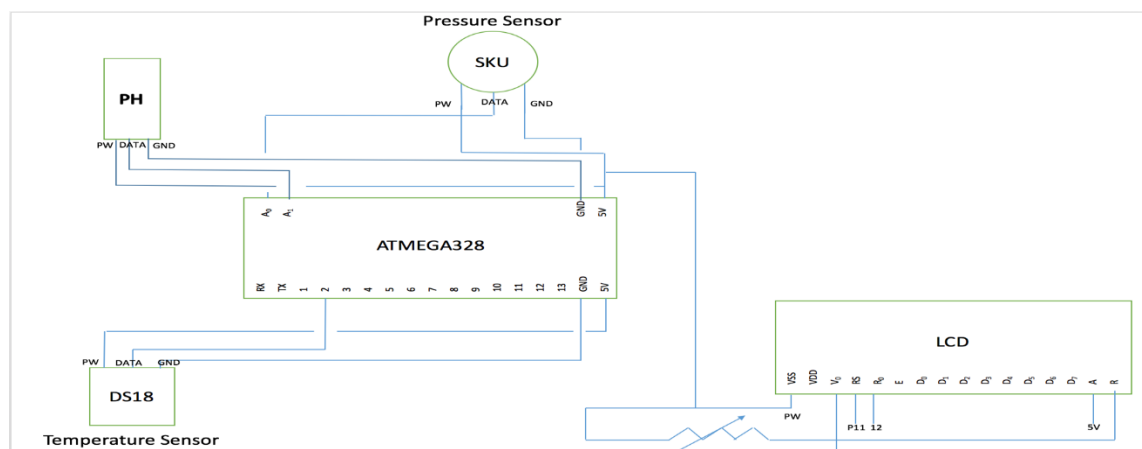 Pressure Sensor
SKU
PH
PW DATA GND
PW DATA GND
A0 A1 GND 5V
ATMEGA328
RX TX 1 2 3 4 5 6 7 8 9 10 11 12 13 GND 5V
PW DATA GND
DS18
Temperature Sensor
LCD
VSS VDD V0 RS R0 E D0 D1 D2 D3 D4 D5 D6 D7 A R
PW
P11 12
5V